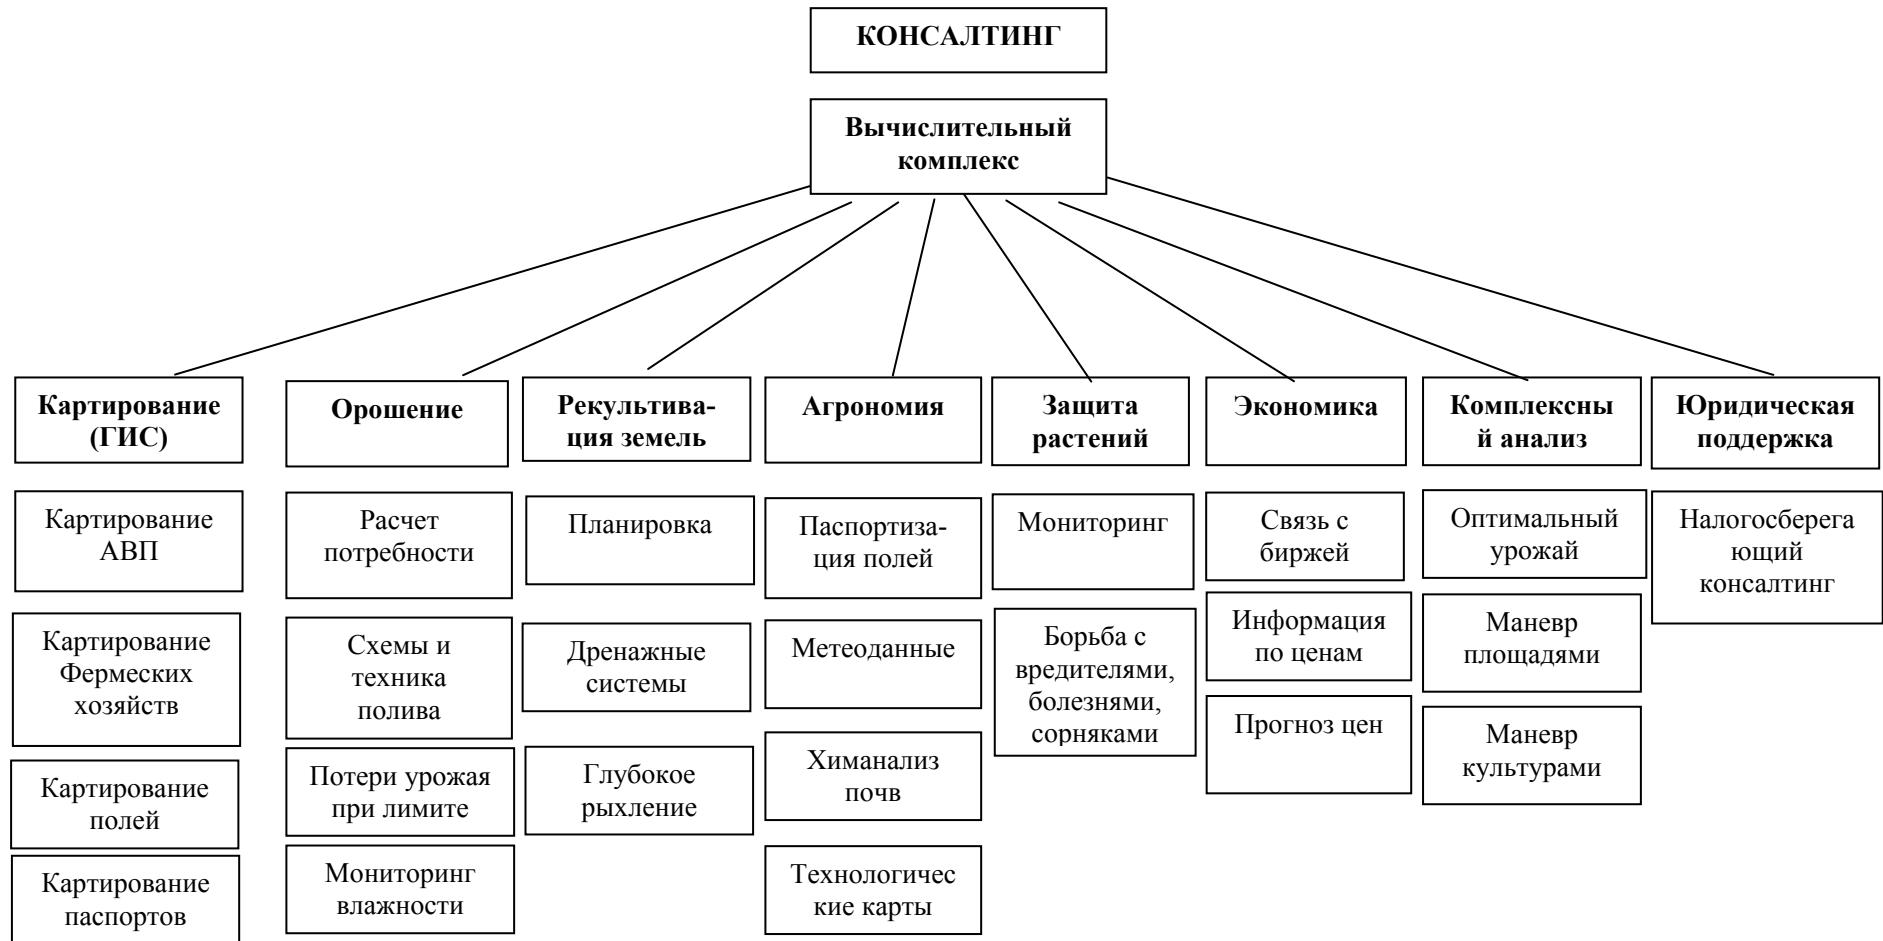 КОНСАЛТИНГ
Вычислительный
комплекс
Картирование
(ГИС)
Орошение
Рекультива-
ция земель
Агрономия
Защита
растений
Экономика
Комплексны
й анализ
Юридическая
поддержка
Картирование
АВП
Картирование
Фермеских
хозяйств
Картирование
полей
Картирование
паспортов
Расчет
потребности
Схемы и
техника
полива
Потери урожая
при лимите
Мониторинг
влажности
Планировка
Дренажные
системы
Глубокое
рыхление
Паспортиза-
ция полей
Метеоданные
Химанализ
почв
Технологичес
кие карты
Мониторинг
Борьба с
вредителями,
болезнями,
сорняками
Связь с
биржей
Информация
по ценам
Прогноз цен
Оптимальный
урожай
Маневр
площадями
Маневр
культурами
Налогосберега
ющий
консалтинг